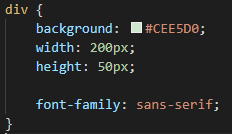 div {
    background: #CEE5D0;
    width: 200px;
    height: 50px;

    font-family: sans-serif;
}